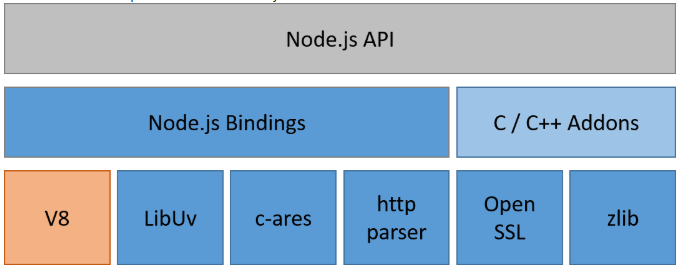 Node.js API
Node.js Bindings
C / C++ Addons
V8
LibUv
c-ares
http
parser
Open
SSL
zlib